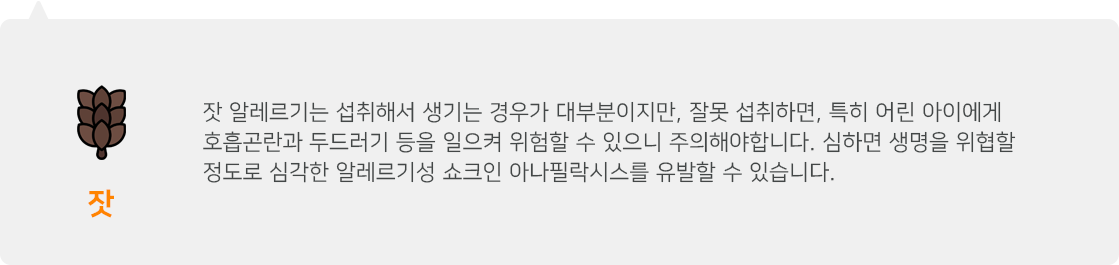 잣 알레르기는 섭취해서 생기는 경우가 대부분이지만, 잘못 섭취하면, 특히 어린 아이에게
호흡곤란과 두드러기 등을 일으켜 위험할 수 있으니 주의해야합니다. 심하면 생명을 위협할
정도로 심각한 알레르기성 쇼크인 아나필락시스를 유발할 수 있습니다.
잣